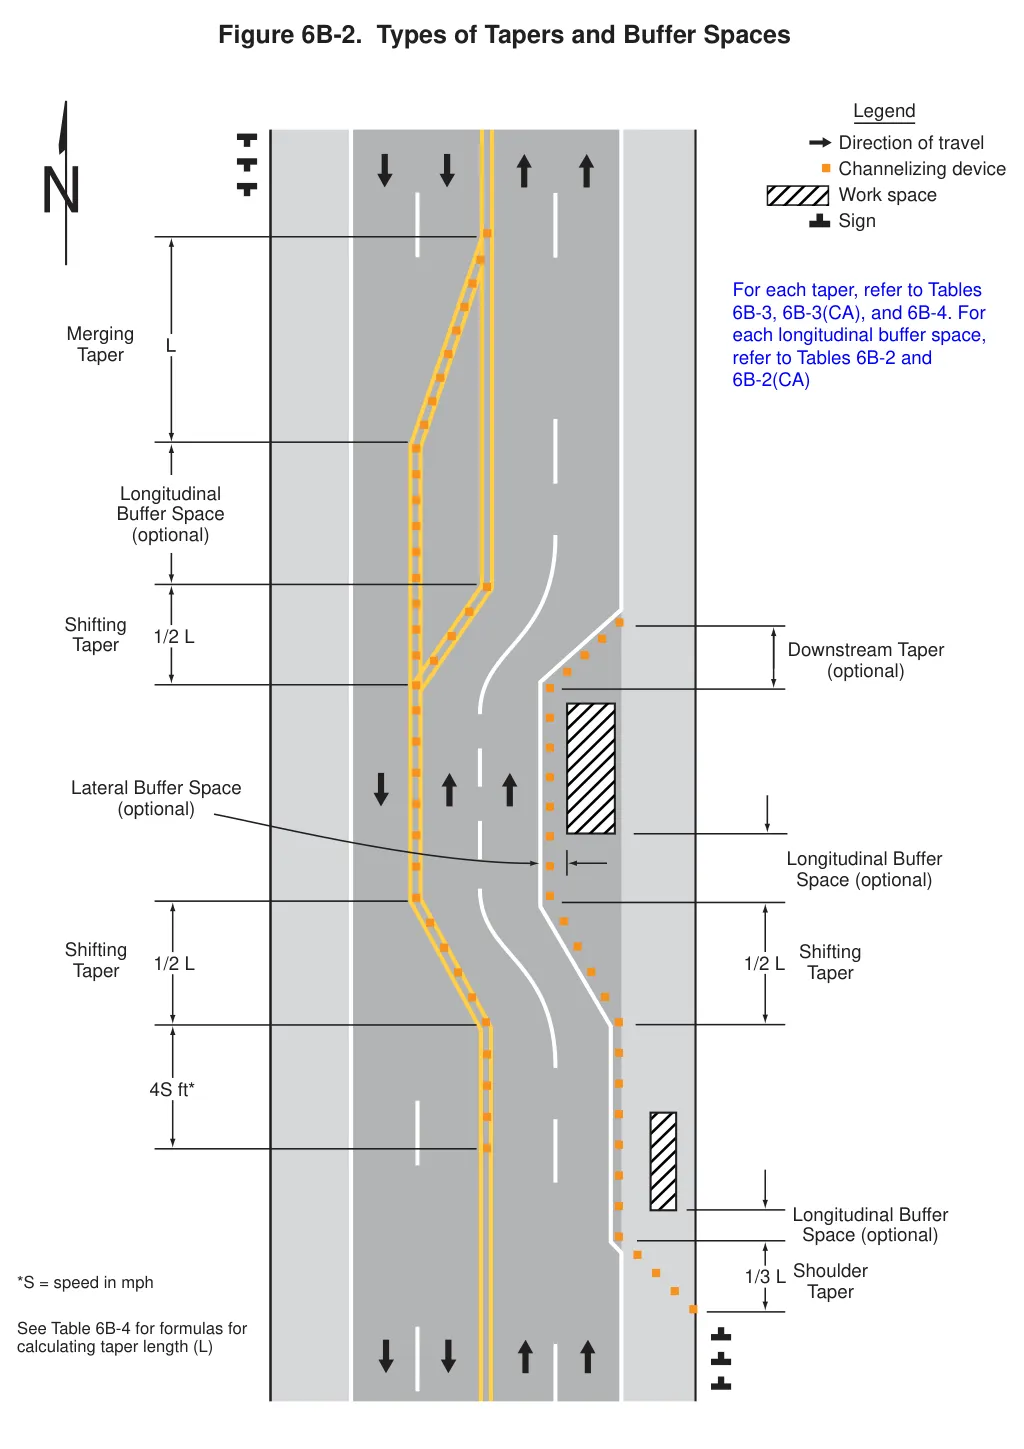 Figure 6B-2.  Types of Tapers and Buffer Spaces
Legend
Direction of travel
Channelizing device
Work space
Sign
N
For each taper, refer to Tables
6B-3, 6B-3(CA), and 6B-4. For
each longitudinal buffer space,
refer to Tables 6B-2 and
6B-2(CA)
Merging
Taper
L
Longitudinal
Buffer Space
(optional)
Shifting
Taper
1/2 L
Downstream Taper
(optional)
Lateral Buffer Space
(optional)
Longitudinal Buffer
Space (optional)
Shifting
Taper
1/2 L
1/2 L
Shifting
Taper
4S ft*
Longitudinal Buffer
Space (optional)
1/3 L
Shoulder
Taper
*S = speed in mph
See Table 6B-4 for formulas for
calculating taper length (L)